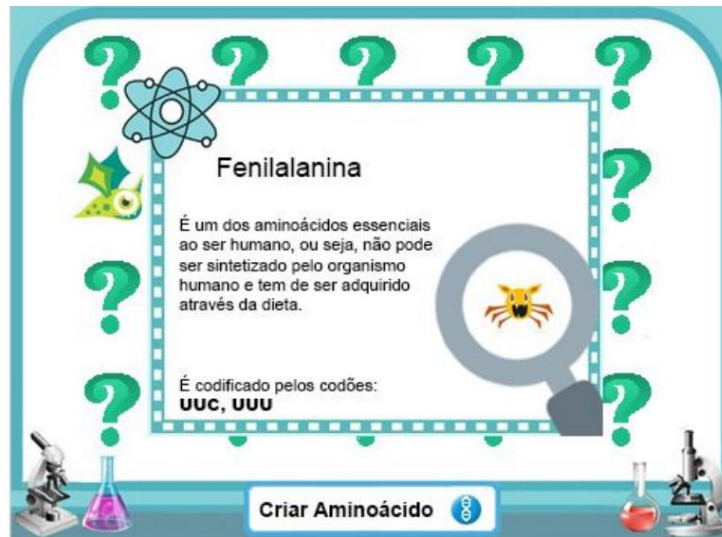 Fenilalanina
É um dos aminoácidos essenciais
ao ser humano, ou seja, não pode
ser sintetizado pelo organismo
humano e tem de ser adquirido
através da dieta.
É codificado pelos codões:
UUC, UUU
Criar Aminoácido